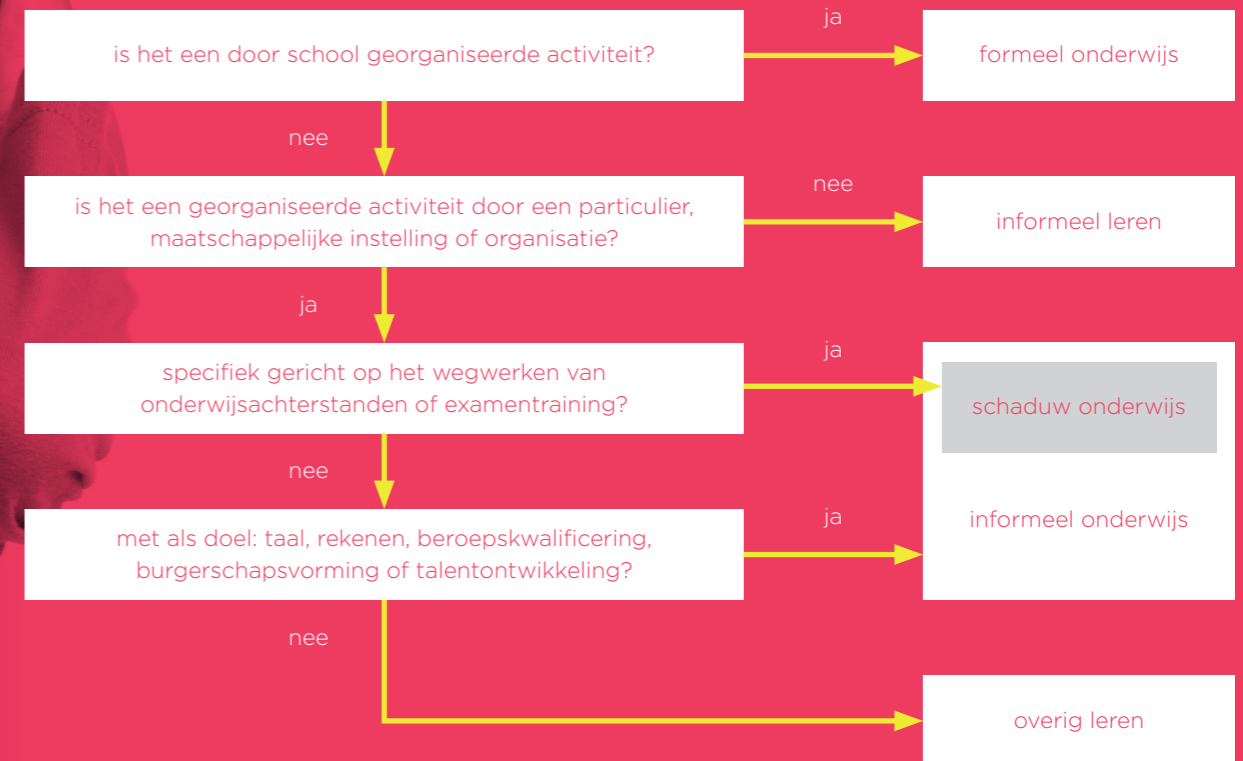 ja
is het een door school georganiseerde activiteit?
formeel onderwijs
nee
nee
is het een georganiseerde activiteit door een particulier,
maatschappelijke instelling of organisatie?
informeel leren
ja
ja
specifiek gericht op het wegwerken van
onderwijsachterstanden of examentraining?
schaduw onderwijs
nee
ja
informeel onderwijs
met als doel: taal, rekenen, beroepskwalificering,
burgerschapsvorming of talentontwikkeling?
nee
overig leren